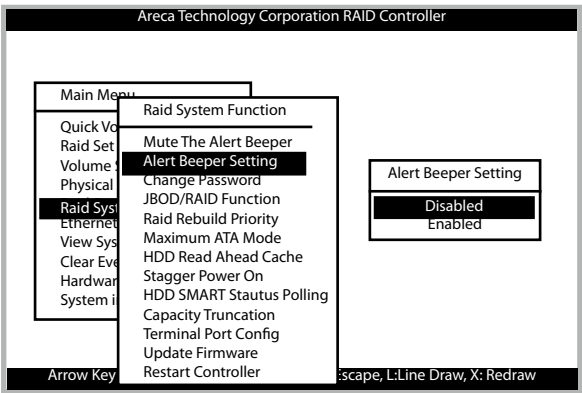 Areca Technology Corporation RAID Controller
Main Menu
Quick Vo
Raid Set
Volume S
Physical
Raid Syst
Ethernet
View Sys
Clear Eve
Hardwar
System i
Raid System Function
Mute The Alert Beeper
Alert Beeper Setting
Change Password
JBOD/RAID Function
Raid Rebuild Priority
Maximum ATA Mode
HDD Read Ahead Cache
Stagger Power On
HDD SMART Stautus Polling
Capacity Truncation
Terminal Port Config
Update Firmware
Restart Controller
Alert Beeper Setting
Disabled
Enabled
Arrow Key Escape, L:Line Draw, X: Redraw